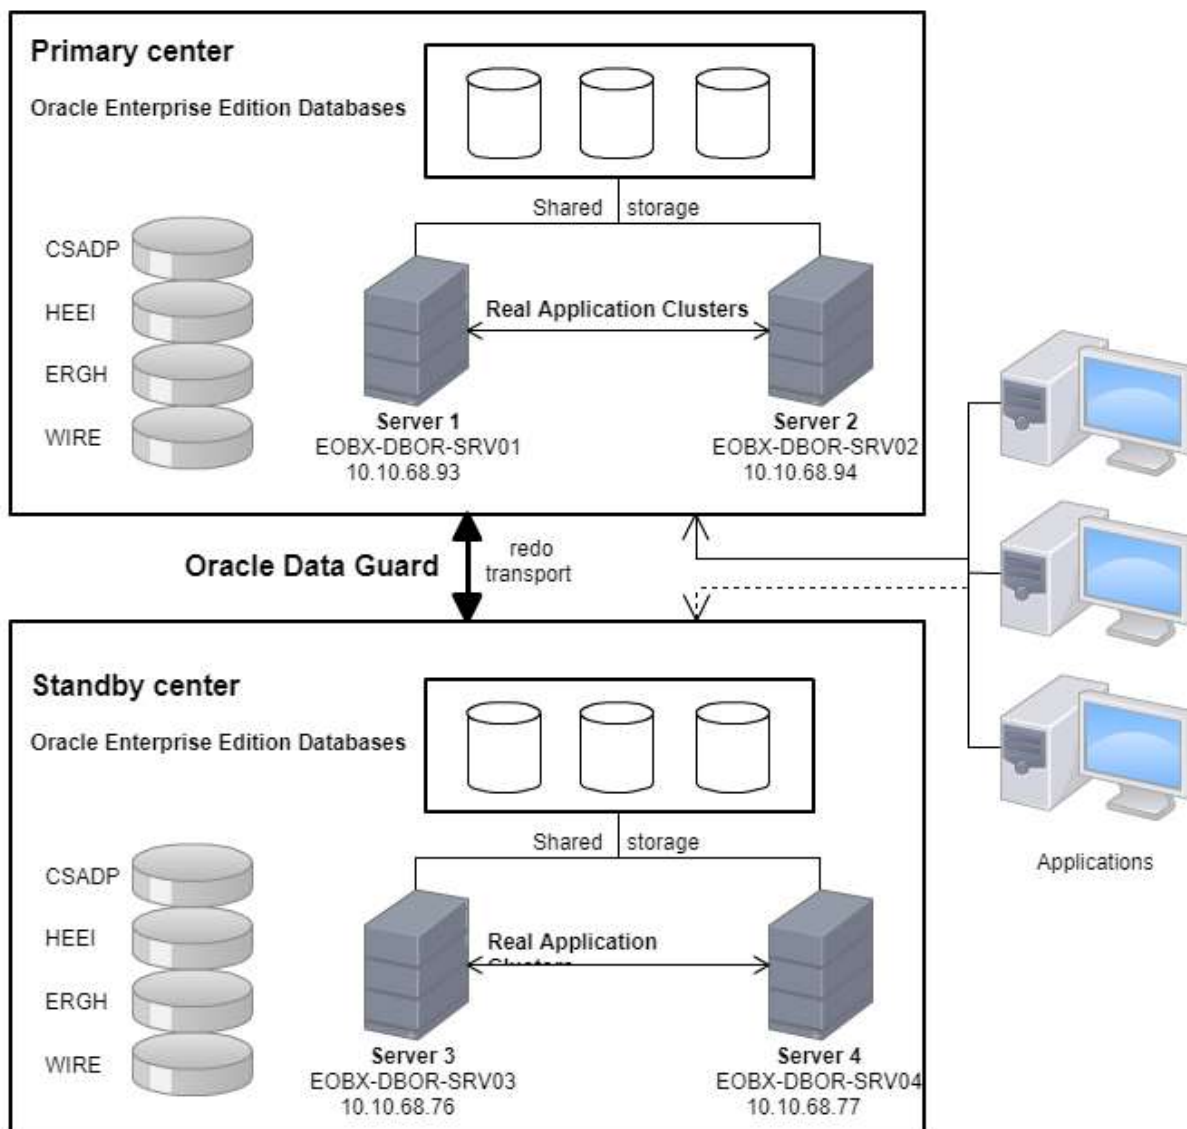 Primary center
Oracle Enterprise Edition Databases
Shared storage
CSADP
HEEI
ERGH
WIRE
Real Application Clusters
Server 1
EOBX-DBOR-SRV01
10.10.68.93
Server 2
EOBX-DBOR-SRV02
10.10.68.94
Oracle Data Guard
redo
transport
Standby center
Oracle Enterprise Edition Databases
Shared storage
CSADP
HEEI
ERGH
WIRE
Real Application
Clusters
Server 3
EOBX-DBOR-SRV03
10.10.68.76
Server 4
EOBX-DBOR-SRV04
10.10.68.77
Applications